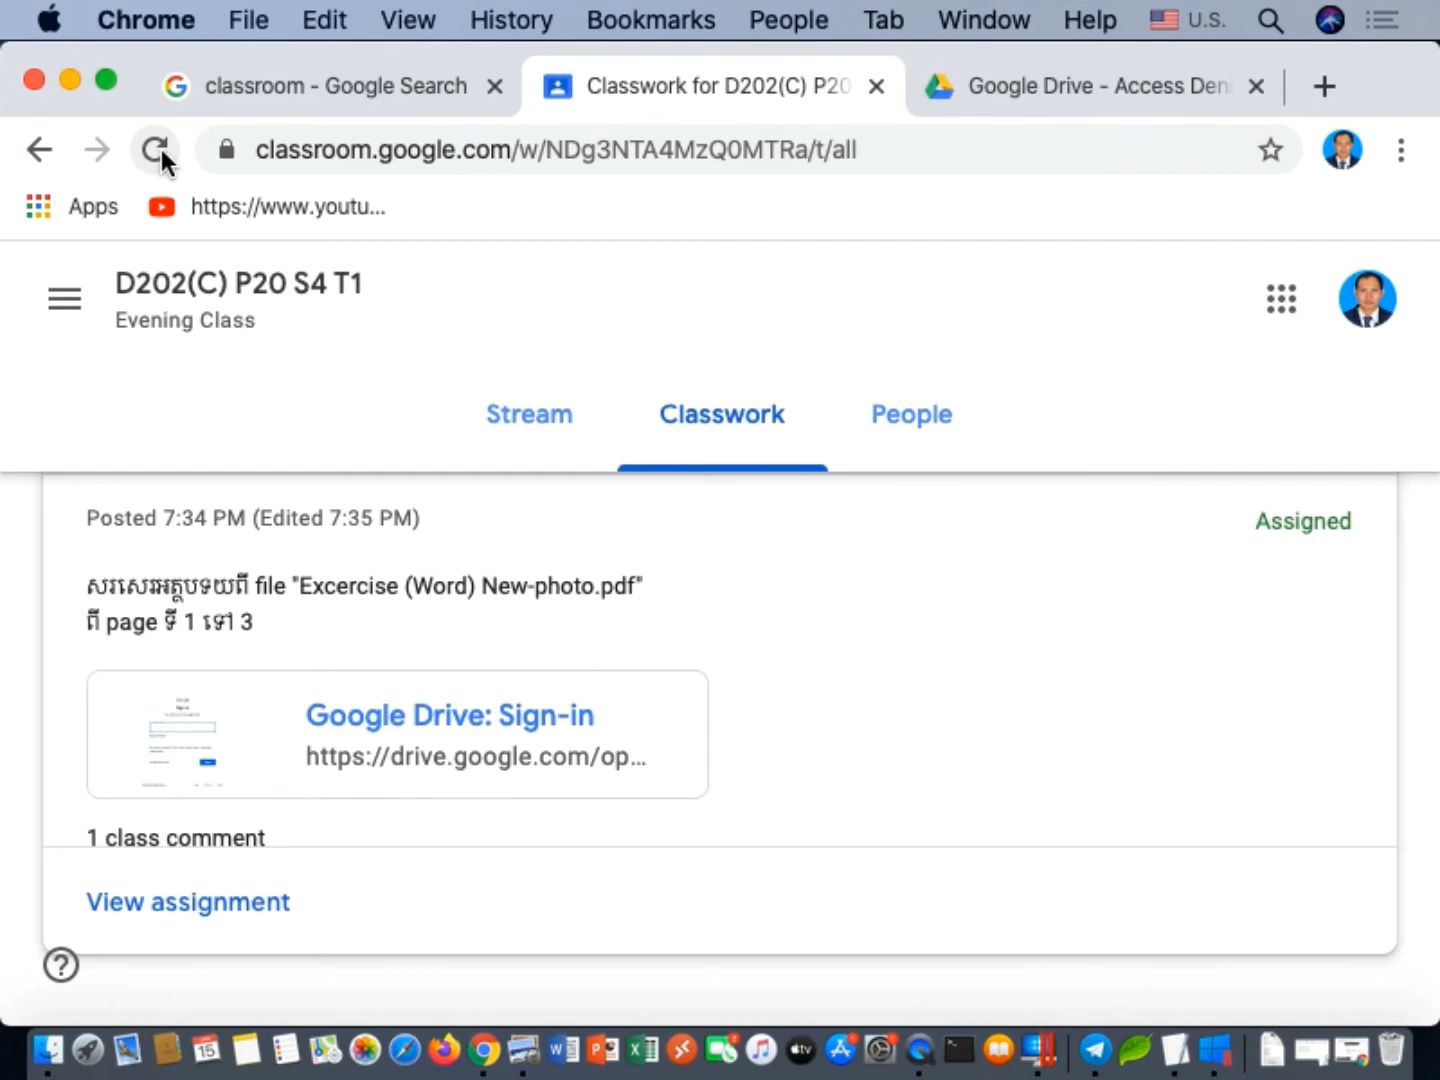 Chrome File Edit View History Bookmarks People Tab Window Help U.S.
classroom - Google Search
Classwork for D202(C) P20
Google Drive - Access Deni
classroom.google.com/w/NDg3NTA4MzQ0MTRa/t/all
Apps
https://www.youtu...
D202(C) P20 S4 T1
Evening Class
Stream Classwork People
Posted 7:34 PM (Edited 7:35 PM)
Assigned
សរសេរអត្ថបទយពី file "Excercise (Word) New-photo.pdf"
ពី page ទី 1 ទៅ 3
Google Drive: Sign-in
https://drive.google.com/op...
1 class comment
View assignment
15
tv